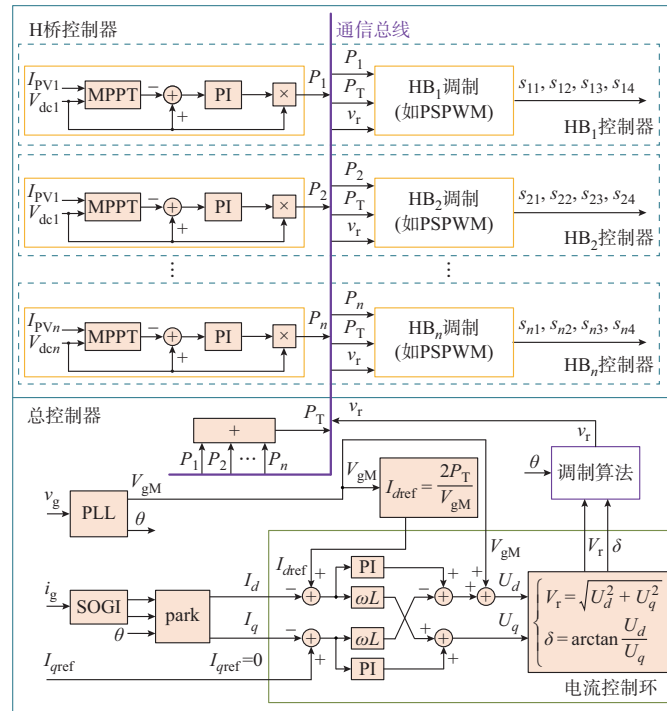 H桥控制器
通信总线
I_PV1
V_dc1
MPPT
−
+
+
PI
×
P_1
P_1
P_T
v_r
HB_1调制
(如PSPWM)
s_11, s_12, s_13, s_14
HB_1控制器
I_PV1
V_dc1
MPPT
−
+
+
PI
×
P_2
P_2
P_T
v_r
HB_2调制
(如PSPWM)
s_21, s_22, s_23, s_24
HB_2控制器
⋮
⋮
I_PVn
V_dcn
MPPT
−
+
+
PI
×
P_n
P_n
P_T
v_r
HB_n调制
(如PSPWM)
s_n1, s_n2, s_n3, s_n4
HB_n控制器
总控制器
+
P_T
P_1 P_2 ⋯ P_n
v_r
v_r
θ
调制算法
v_g
PLL
V_gM
θ
V_gM
I_dref = 2P_T / V_gM
V_gM
V_r
δ
I_dref
i_g
SOGI
θ
park
I_d
−
+
+
PI
ωL
−
+
+
+
+
+
U_d
I_q
−
+
+
ωL
PI
+
+
+
U_q
V_r = √(U_d^2 + U_q^2)
δ = arctan U_d / U_q
I_qref
I_qref=0
电流控制环